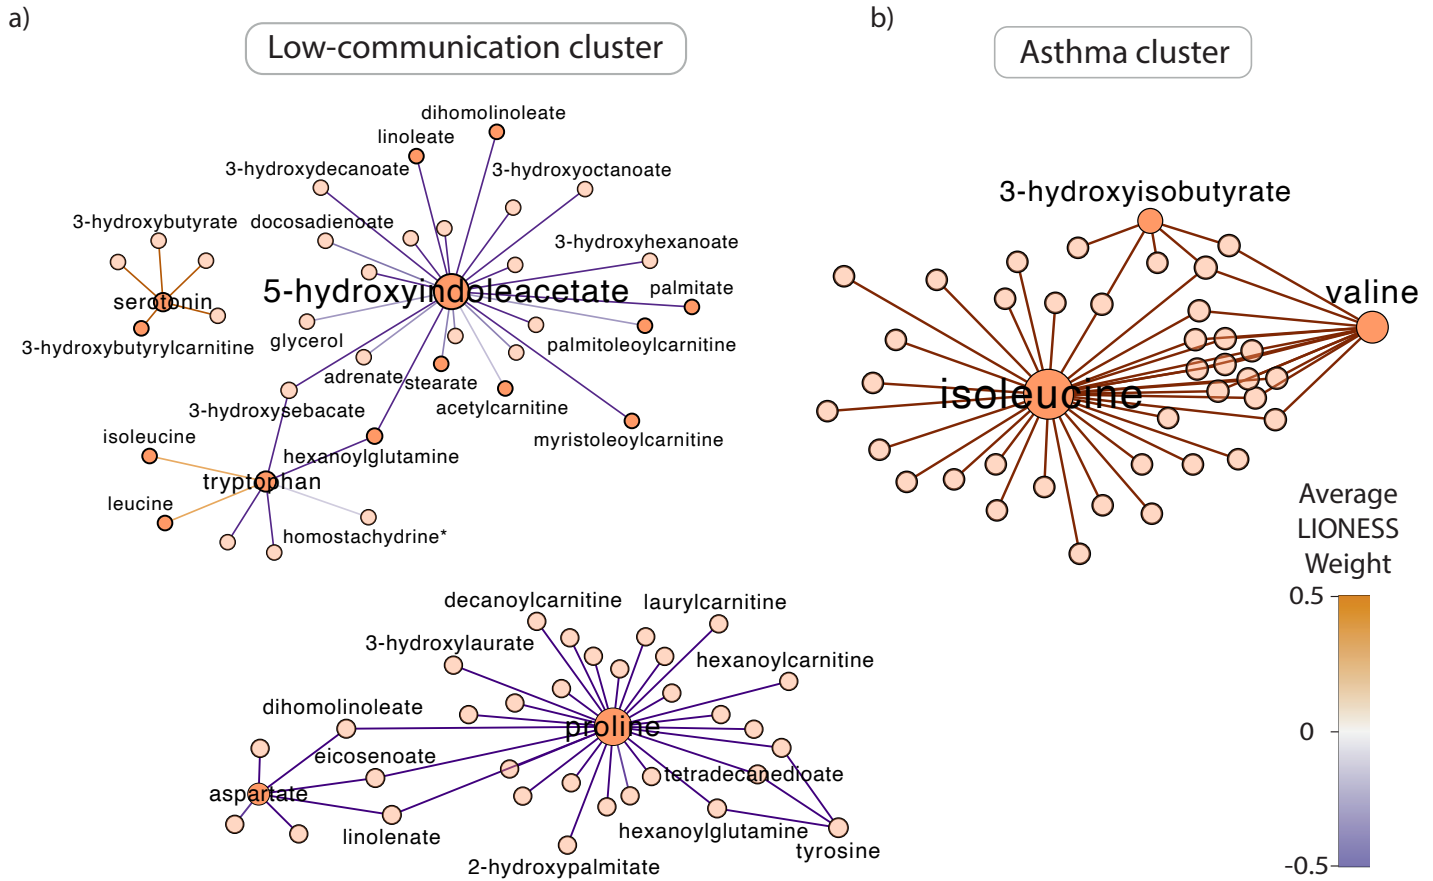 a)
Low-communication cluster
dihomolinoleate
linoleate
3-hydroxydecanoate
3-hydroxyoctanoate
3-hydroxybutyrate
docosadienoate
3-hydroxyhexanoate
5-hydroxyindoleacetate
palmitate
serotonin
glycerol
palmitoleoylcarnitine
3-hydroxybutyrylcarnitine
adrenate
stearate
acetylcarnitine
3-hydroxysebacate
myristoleoylcarnitine
isoleucine
hexanoylglutamine
tryptophan
leucine
homostachydrine*
decanoylcarnitine
laurylcarnitine
3-hydroxylaurate
hexanoylcarnitine
dihomolinoleate
proline
eicosenoate
tetradecanedioate
aspartate
linolenate
hexanoylglutamine
tyrosine
2-hydroxypalmitate
b)
Asthma cluster
3-hydroxyisobutyrate
valine
isoleucine
Average
LIONESS
Weight
0.5
0
-0.5